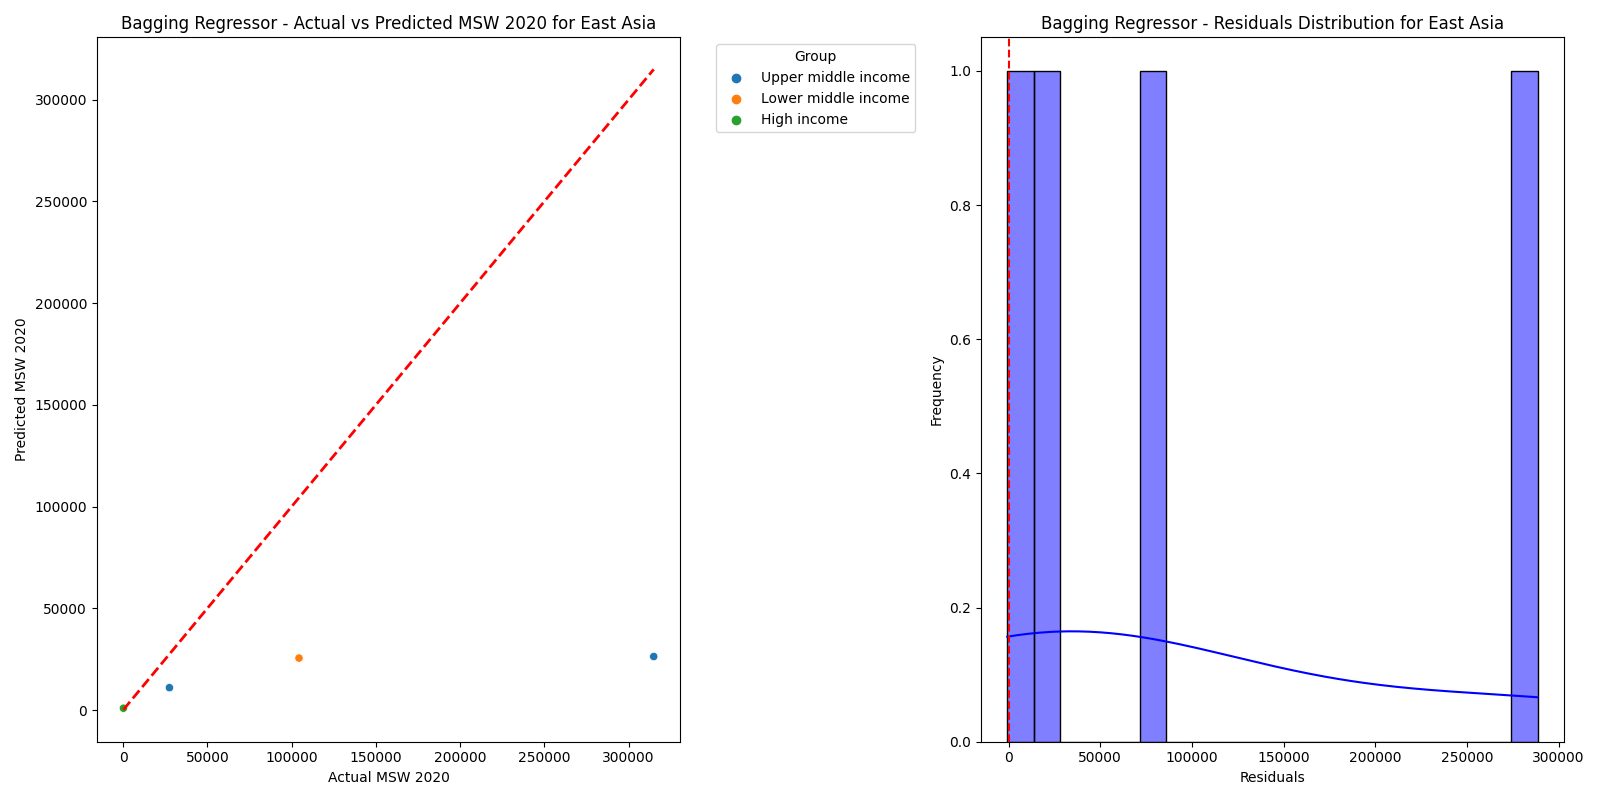 Bagging Regressor - Actual vs Predicted MSW 2020 for East Asia
Predicted MSW 2020
300000
250000
200000
150000
100000
50000
0
0 50000 100000 150000 200000 250000 300000
Actual MSW 2020
Group
Upper middle income
Lower middle income
High income
Bagging Regressor - Residuals Distribution for East Asia
Frequency
1.0
0.8
0.6
0.4
0.2
0.0
0 50000 100000 150000 200000 250000 300000
Residuals